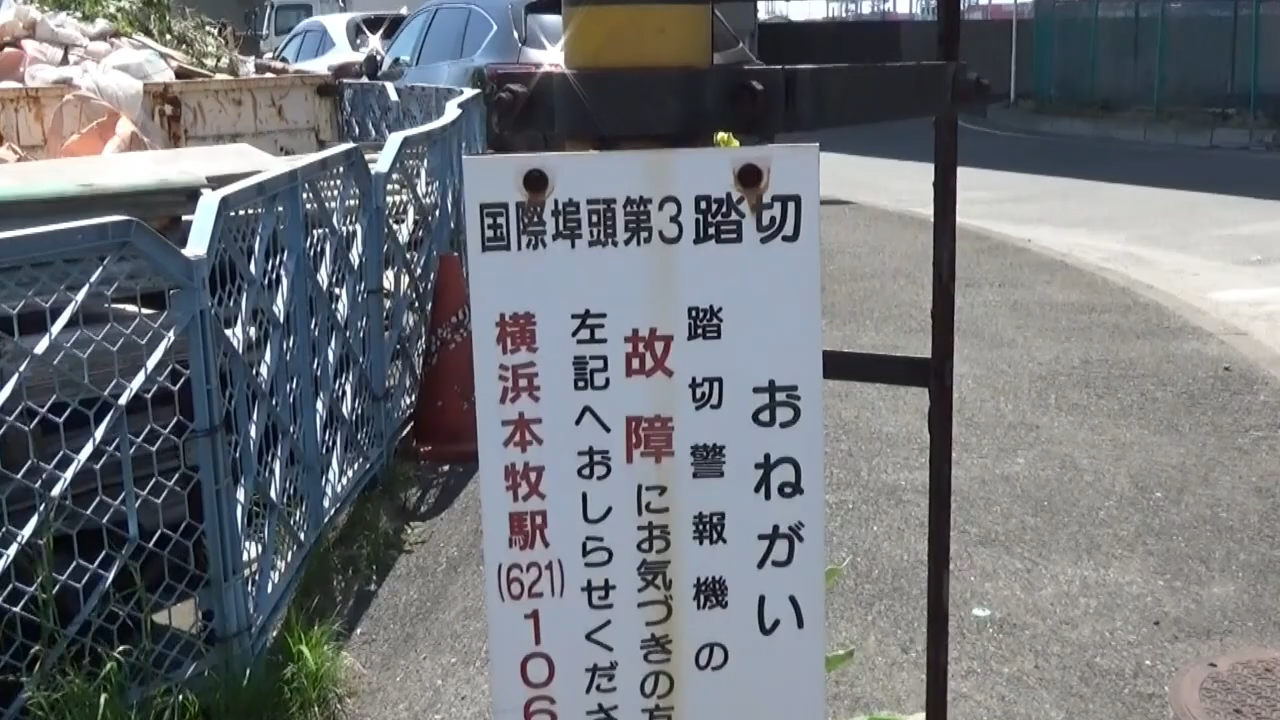 国際埠頭第3踏切
おねがい
踏切警報機の
故障にお気づきの方
左記へおしらせくださ
横浜本牧駅
(621)106